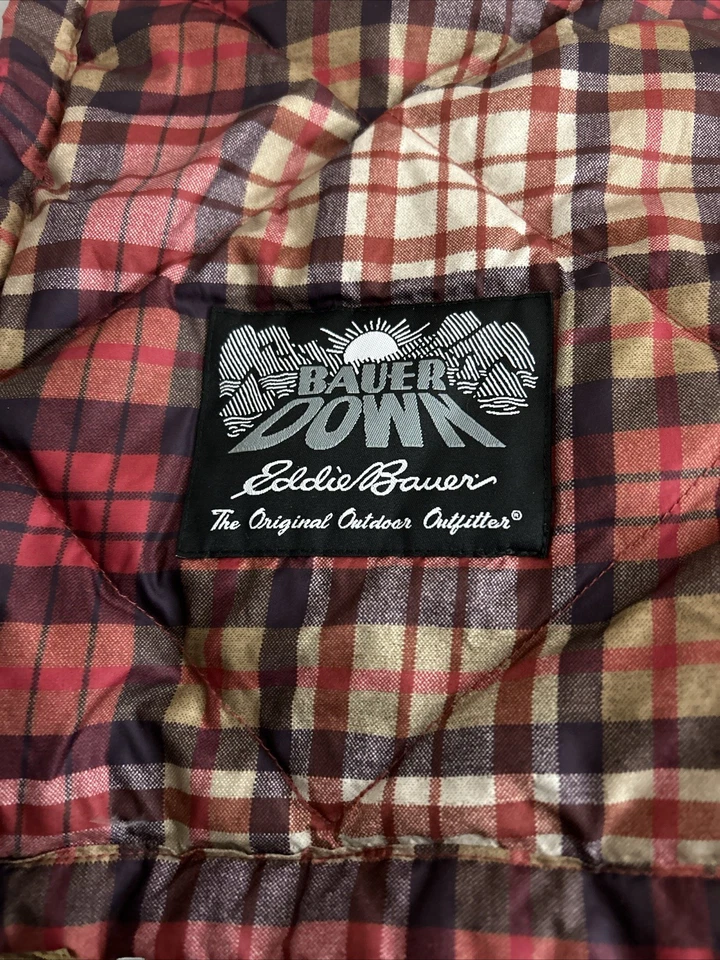 BAUER
DOWN
Eddie Bauer
The Original Outdoor Outfitter®